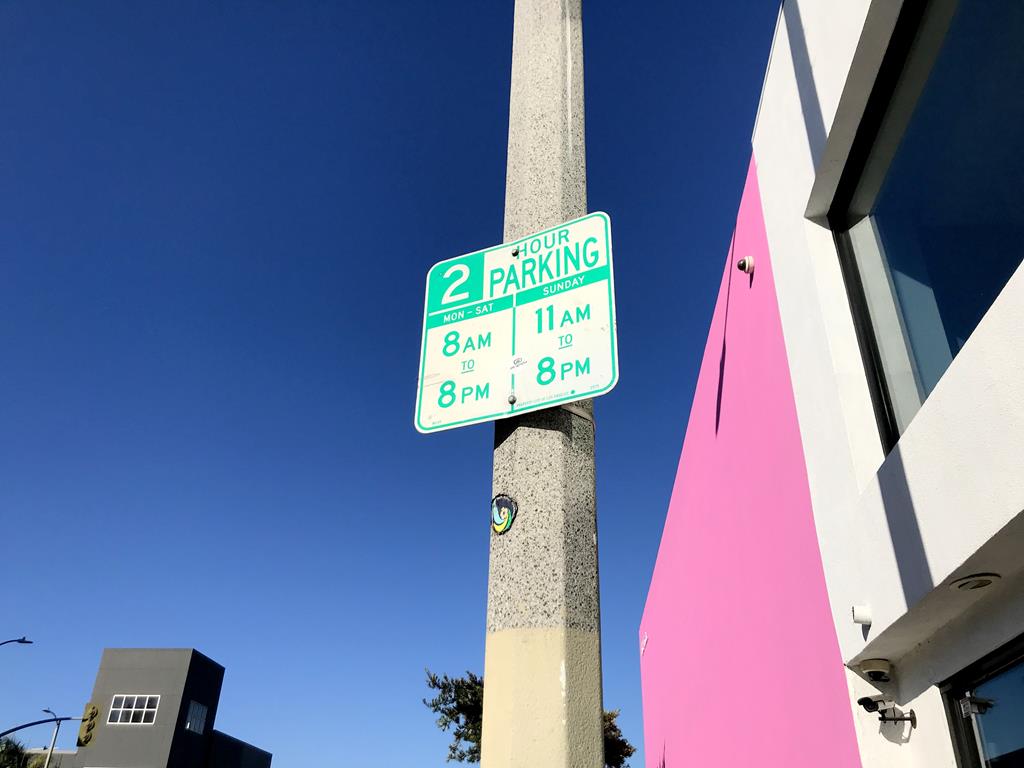 2 HOUR
PARKING
MON - SAT
8 AM
TO
8 PM
SUNDAY
11 AM
TO
8 PM